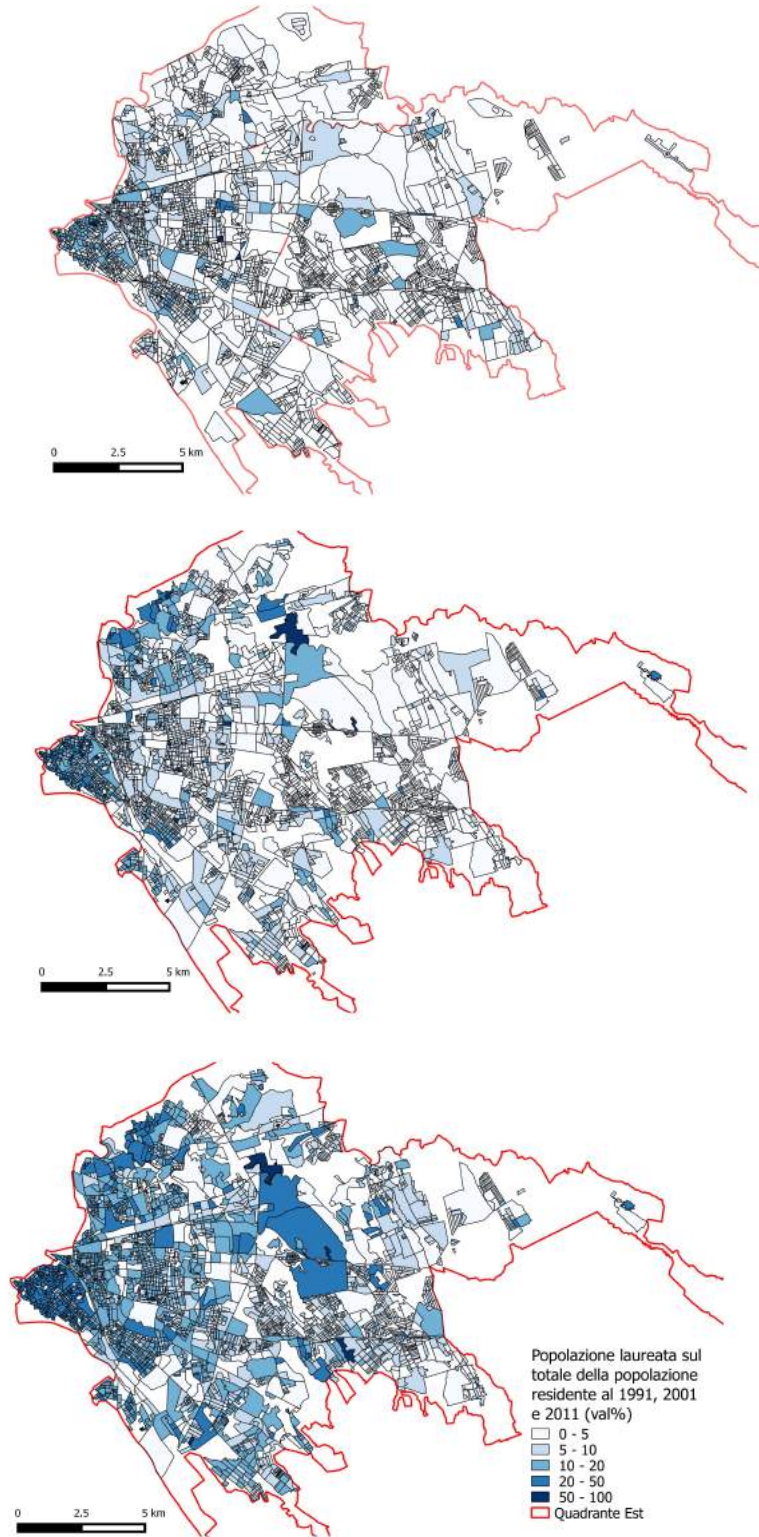 0 2.5 5 km
0 2.5 5 km
Popolazione laureata sul
totale della popolazione
residente al 1991, 2001
e 2011 (val%)
0 - 5
5 - 10
10 - 20
20 - 50
50 - 100
Quadrante Est
0 2.5 5 km